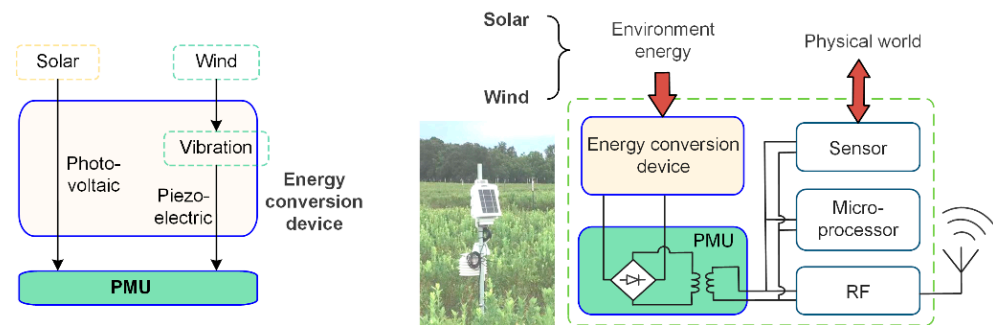 Solar
Wind
Vibration
Photo-
voltaic
Piezo-
electric
Energy
conversion
device
PMU
Solar
Wind
Environment
energy
Physical world
Energy conversion
device
PMU
Sensor
Micro-
processor
RF